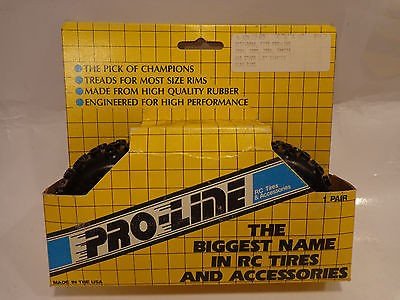 •THE PICK OF CHAMPIONS
•TREADS FOR MOST SIZE RIMS
•MADE FROM HIGH QUALITY RUBBER
•ENGINEERED FOR HIGH PERFORMANCE
PRO-LINE
RC Tires
& Accessories
1 PAIR
THE
BIGGEST NAME
IN RC TIRES
AND ACCESSORIES
MADE IN THE USA